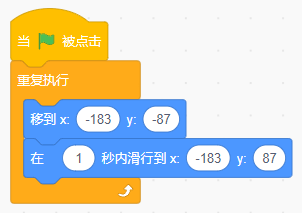 当 被点击
重复执行
移到 x: -183 y: -87
在 1 秒内滑行到 x: -183 y: 87